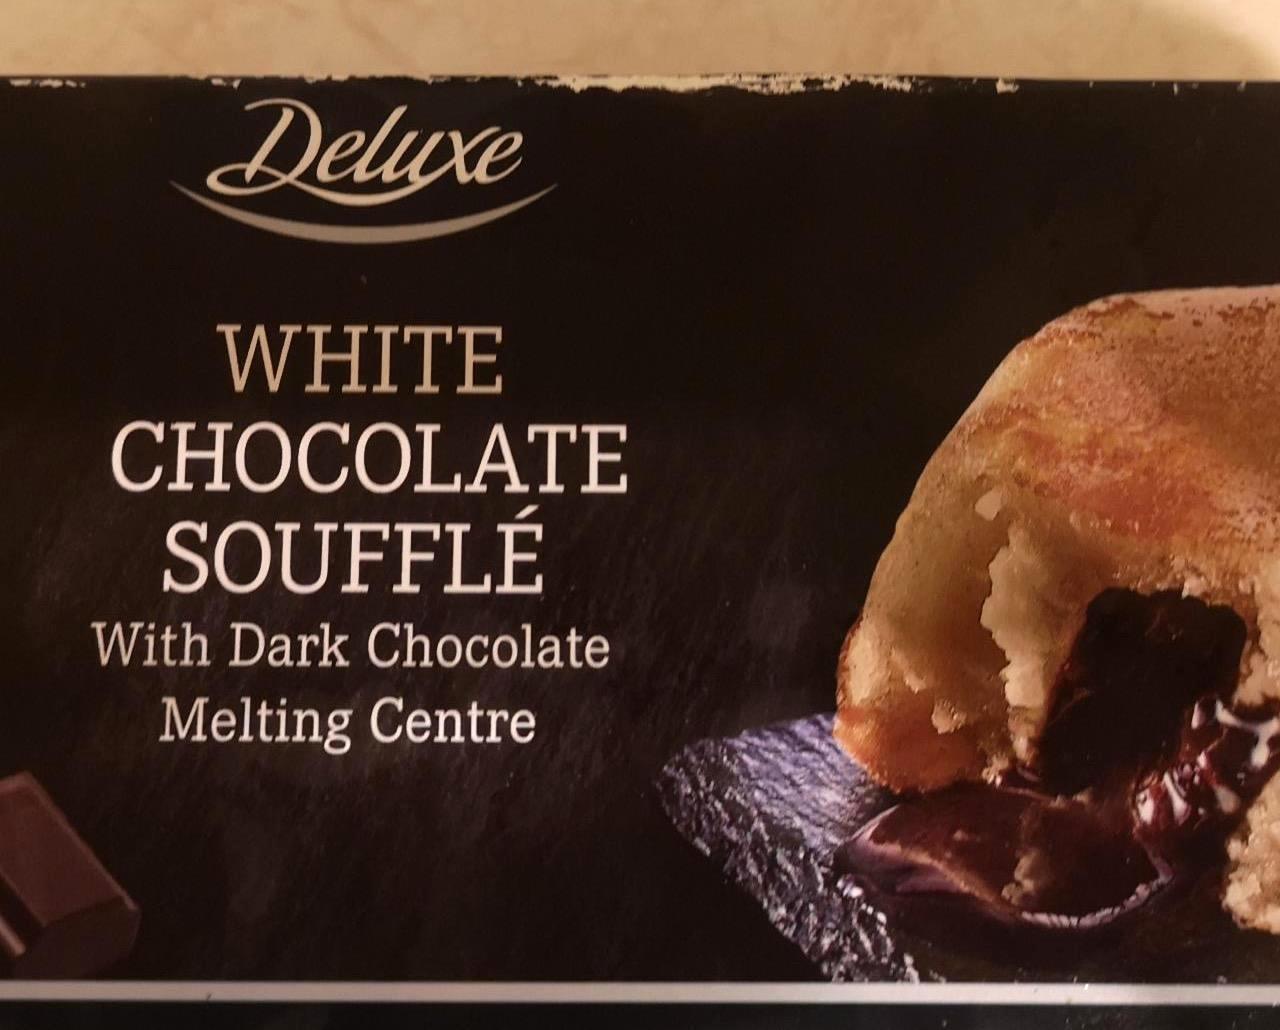 Deluxe
WHITE
CHOCOLATE
SOUFFLÉ
With Dark Chocolate
Melting Centre